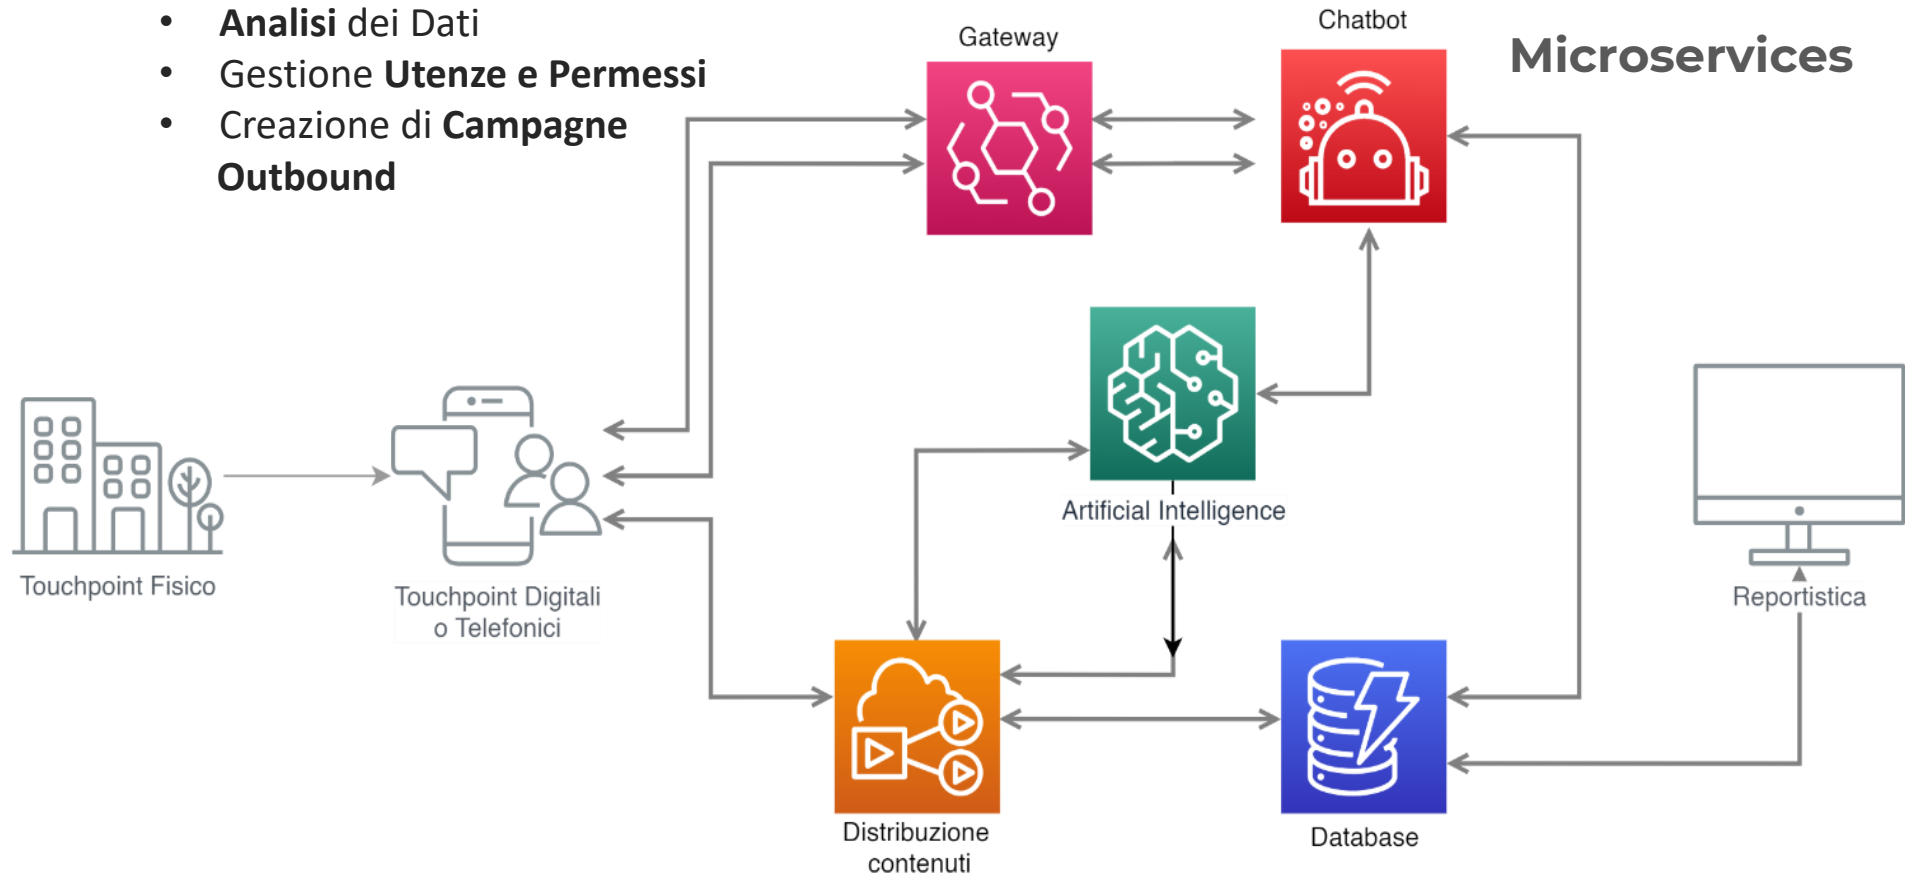 • Analisi dei Dati
• Gestione Utenze e Permessi
• Creazione di Campagne
Outbound
Gateway
Chatbot
Microservices
Artificial Intelligence
Touchpoint Fisico
Touchpoint Digitali
o Telefonici
Reportistica
Distribuzione
contenuti
Database